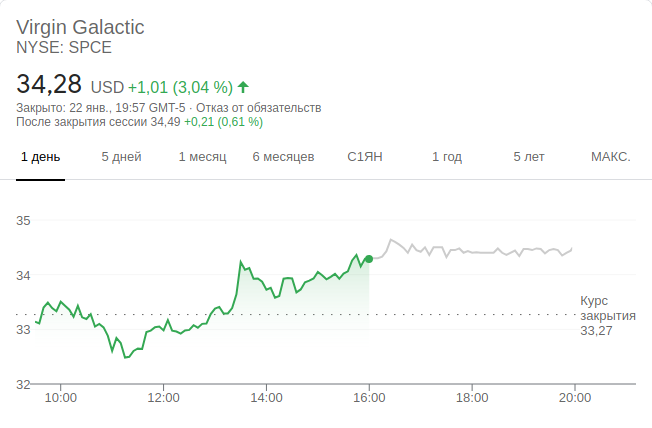 Virgin Galactic
NYSE: SPCE
34,28 USD +1,01 (3,04 %)
Закрыто: 22 янв., 19:57 GMT-5 · Отказ от обязательств
После закрытия сессии 34,49 +0,21 (0,61 %)
1 день 5 дней 1 месяц 6 месяцев С1ЯН 1 год 5 лет МАКС.
35
34
33
32
Курс
закрытия
33,27
10:00 12:00 14:00 16:00 18:00 20:00